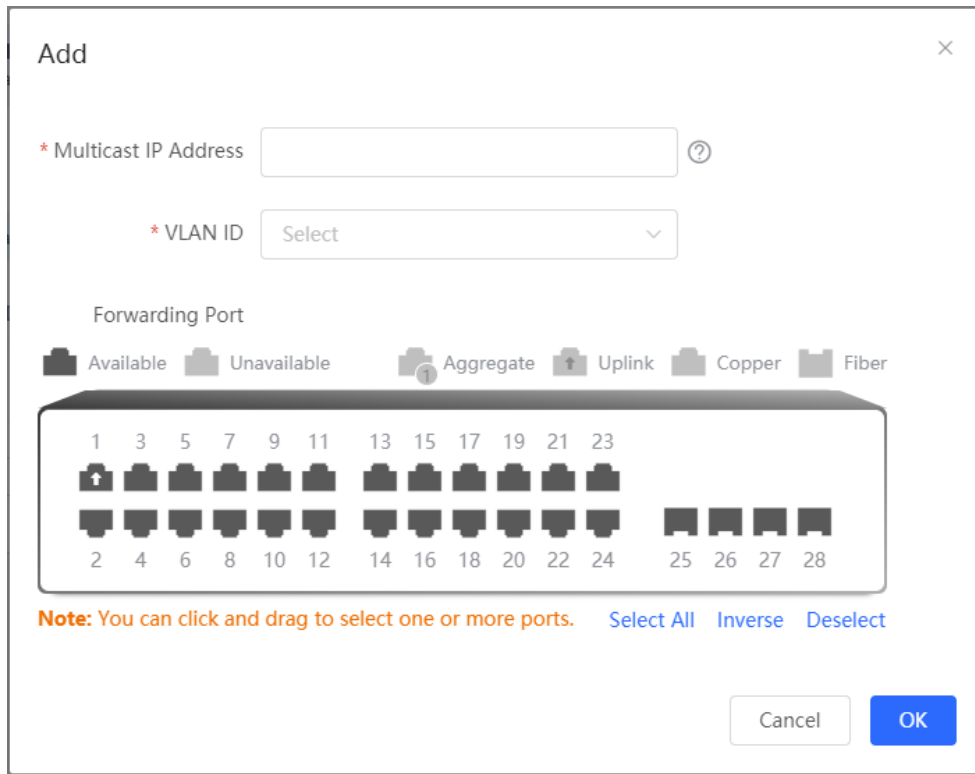 Add
* Multicast IP Address
* VLAN ID Select
Forwarding Port
Available Unavailable 1 Aggregate Uplink Copper Fiber
1 3 5 7 9 11 13 15 17 19 21 23
2 4 6 8 10 12 14 16 18 20 22 24 25 26 27 28
Note: You can click and drag to select one or more ports. Select All Inverse Deselect
Cancel OK